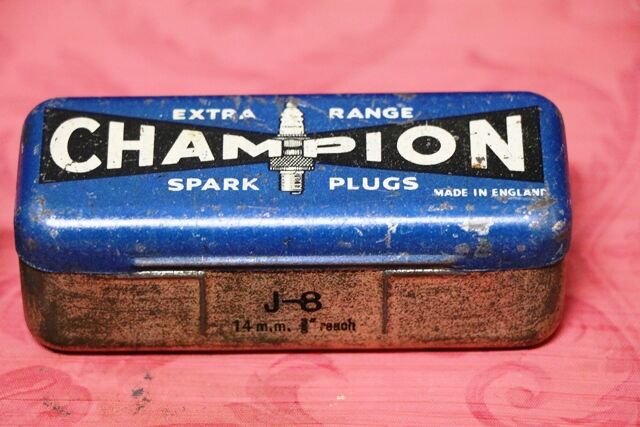 EXTRA RANGE
CHAMPION
SPARK PLUGS
MADE IN ENGLAND
J-8
14 m.m. reach